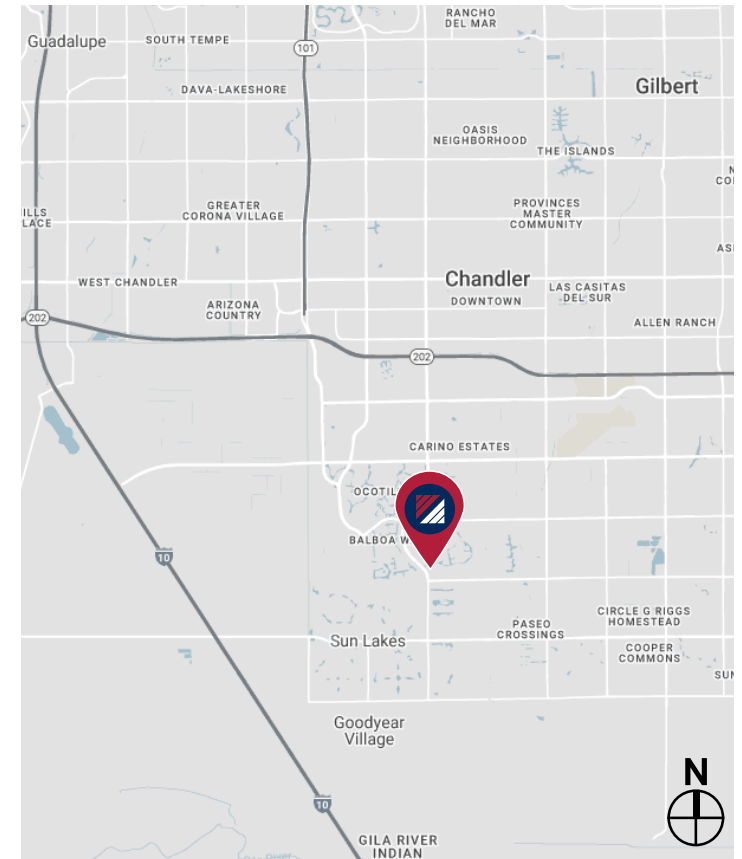 RANCHO
DEL MAR
Guadalupe
SOUTH TEMPE
101
DAVA-LAKESHORE
Gilbert
OASIS
NEIGHBORHOOD
THE ISLANDS
GREATER
CORONA VILLAGE
PROVINCES
MASTER
COMMUNITY
WEST CHANDLER
Chandler
DOWNTOWN
LAS CASITAS
DEL SUR
ARIZONA
COUNTRY
202
ALLEN RANCH
202
CARINO ESTATES
BALBOA
10
CIRCLE G RIGGS
HOMESTEAD
PASEO
CROSSINGS
Sun Lakes
COOPER
COMMONS
Goodyear
Village
N
10
GILA RIVER
INDIAN